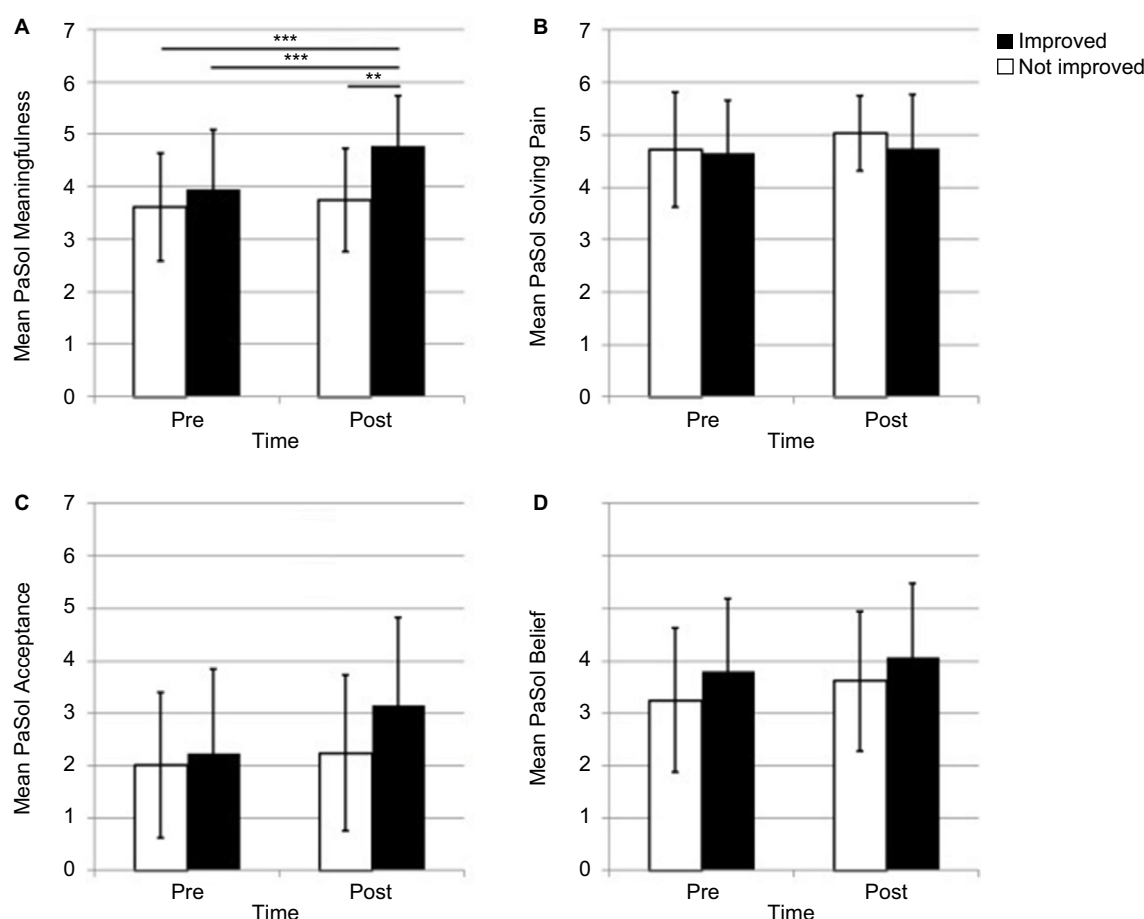 A
Mean PaSol Meaningfulness
7
6
5
4
3
2
1
0
***
***
**
Pre
Post
Time
B
Mean PaSol Solving Pain
7
6
5
4
3
2
1
0
Pre
Post
Time
Improved
Not improved
C
Mean PaSol Acceptance
7
6
5
4
3
2
1
0
Pre
Post
Time
D
Mean PaSol Belief
4
3
2
1
0
Pre
Post
Time